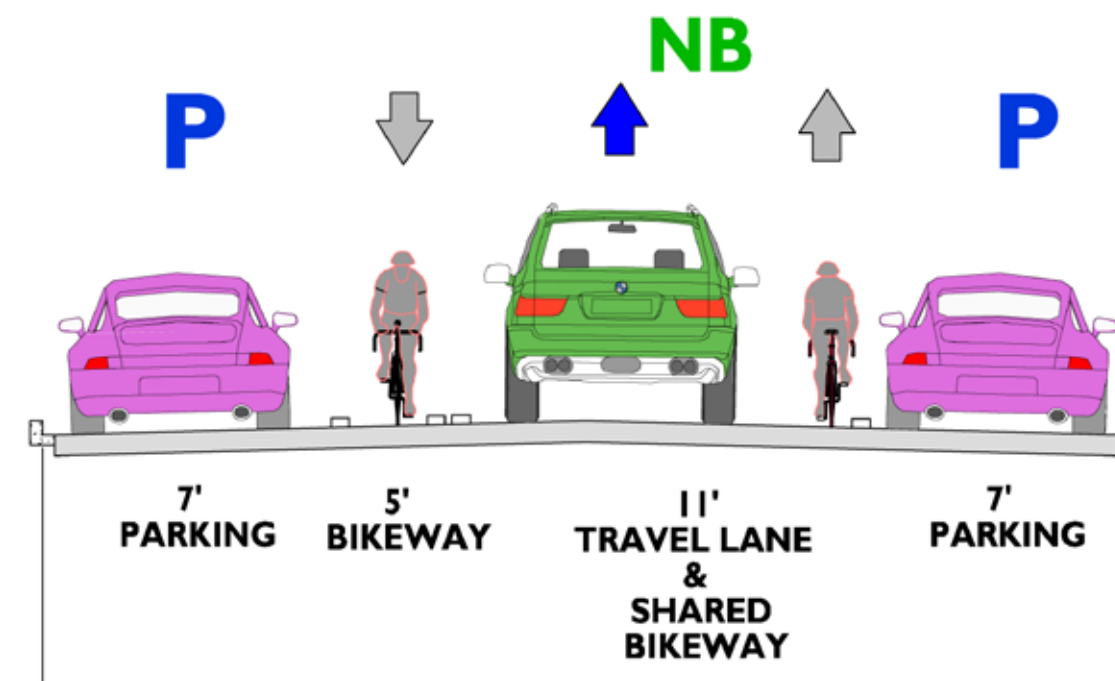 NB
P
P
7'
PARKING
5'
BIKEWAY
11'
TRAVEL LANE
&
SHARED
BIKEWAY
7'
PARKING